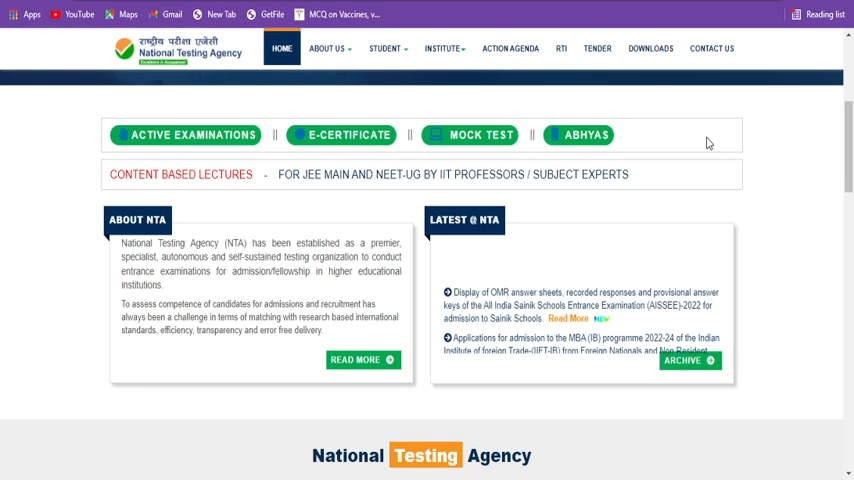 Apps YouTube Maps Gmail New Tab GetFile MCQ on Vaccines, v... Reading list
राष्ट्रीय परीक्षा एजेंसी
National Testing Agency
Excellence in Assessment
HOME ABOUT US STUDENT INSTITUTE ACTION AGENDA RTI TENDER DOWNLOADS CONTACT US
ACTIVE EXAMINATIONS || E-CERTIFICATE || MOCK TEST || ABHYAS
CONTENT BASED LECTURES - FOR JEE MAIN AND NEET-UG BY IIT PROFESSORS / SUBJECT EXPERTS
ABOUT NTA
National Testing Agency (NTA) has been established as a premier,
specialist, autonomous and self-sustained testing organization to conduct
entrance examinations for admission/fellowship in higher educational
institutions.
To assess competence of candidates for admissions and recruitment has
always been a challenge in terms of matching with research based international
standards, efficiency, transparency and error free delivery.
READ MORE
LATEST @ NTA
Display of OMR answer sheets, recorded responses and provisional answer
keys of the All India Sainik Schools Entrance Examination (AISSEE)-2022 for
admission to Sainik Schools. Read More NEW
Applications for admission to the MBA (IB) programme 2022-24 of the Indian
Institute of foreign Trade-(IIFT-IB) from Foreign Nationals and Non Resident
ARCHIVE
National Testing Agency